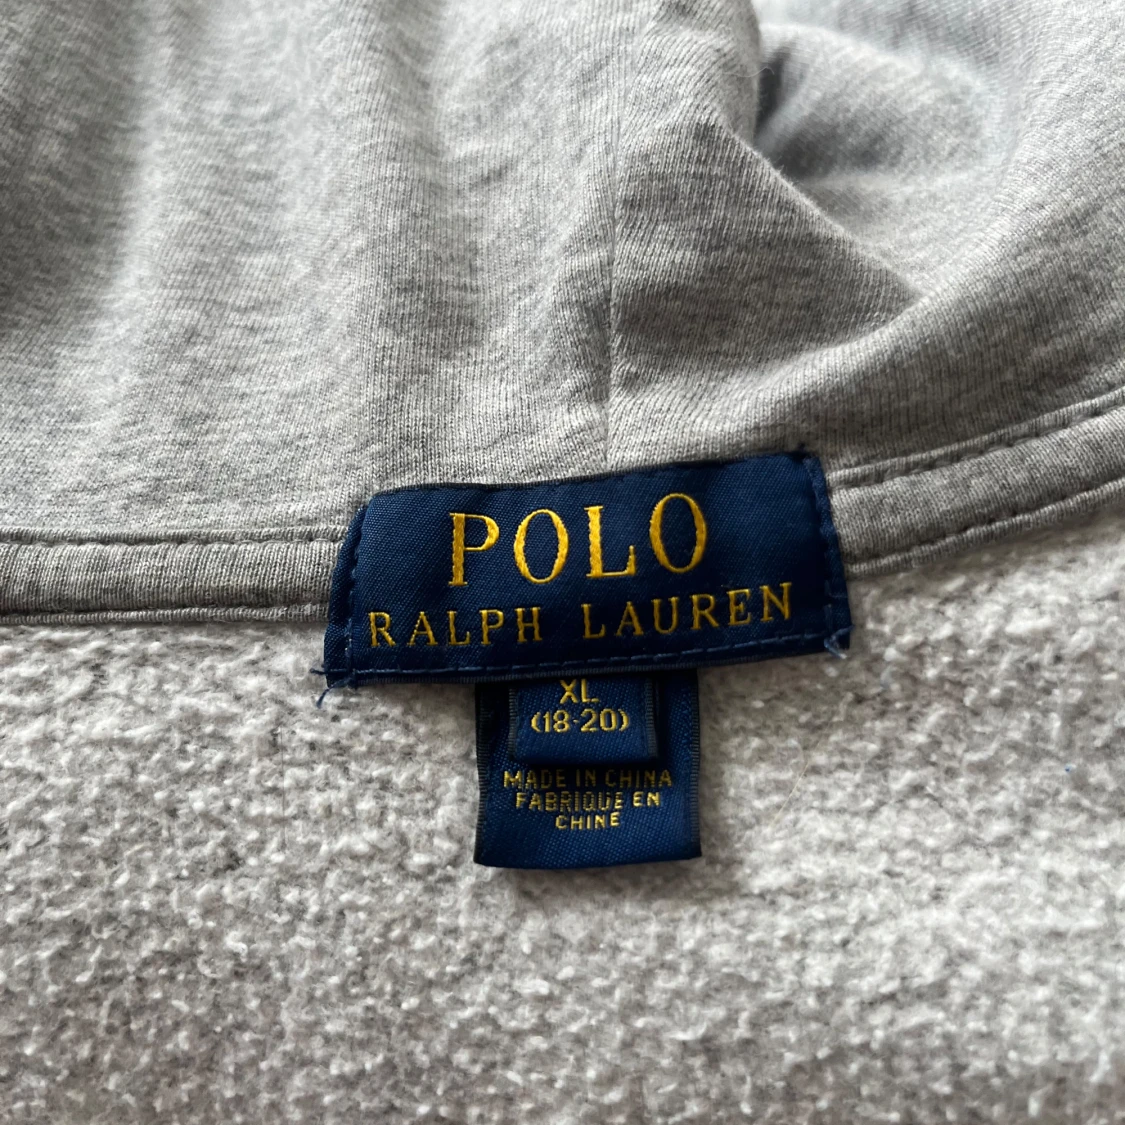 POLO
RALPH LAUREN
XL
(18-20)
MADE IN CHINA
FABRIQUE EN
CHINE